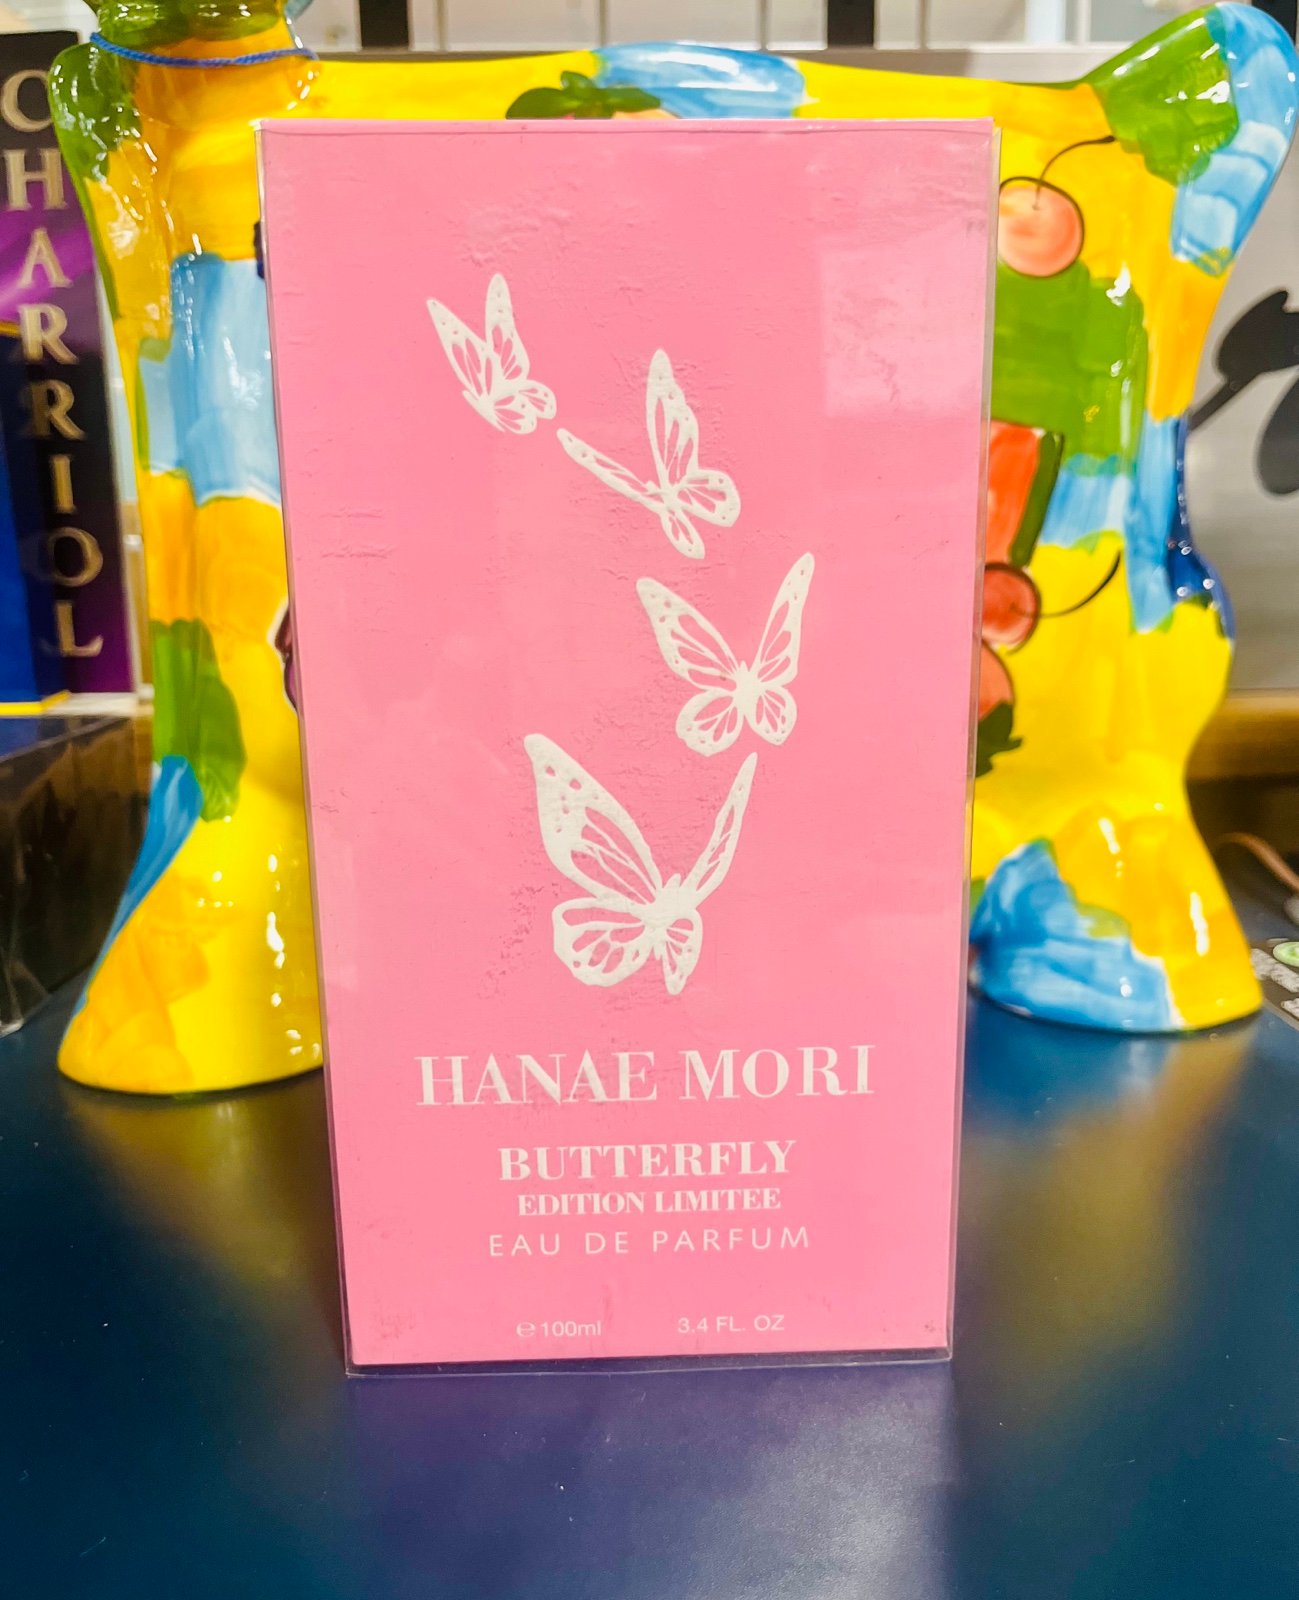 CHARRIOL
HANAE MORI
BUTTERFLY
EDITION LIMITEE
EAU DE PARFUM
℮100ml 3.4 FL. OZ